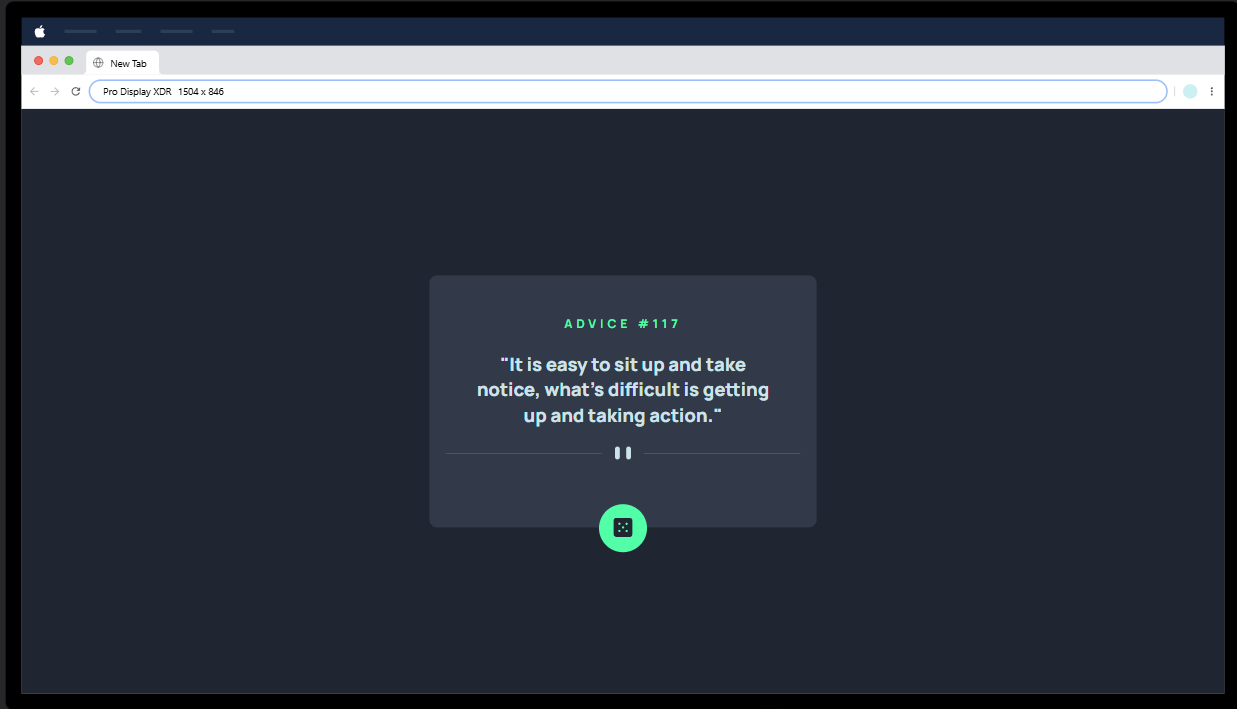 New Tab
Pro Display XDR 1504 x 846
ADVICE #117
"It is easy to sit up and take
notice, what's difficult is getting
up and taking action."